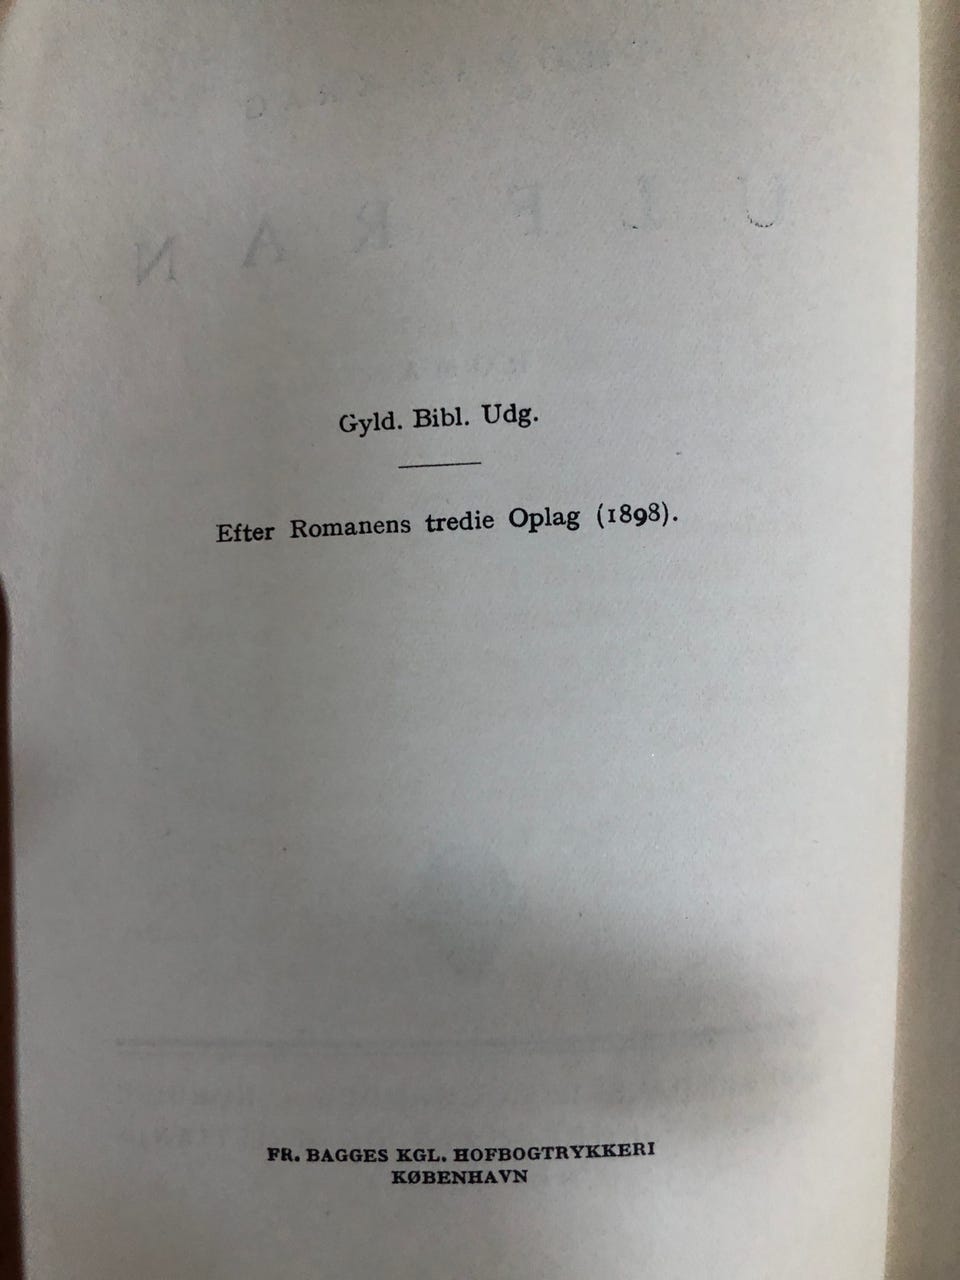 Gyld. Bibl. Udg.
Efter Romanens tredie Oplag (1898).
FR. BAGGES KGL. HOFBOGTRYKKERI
KØBENHAVN